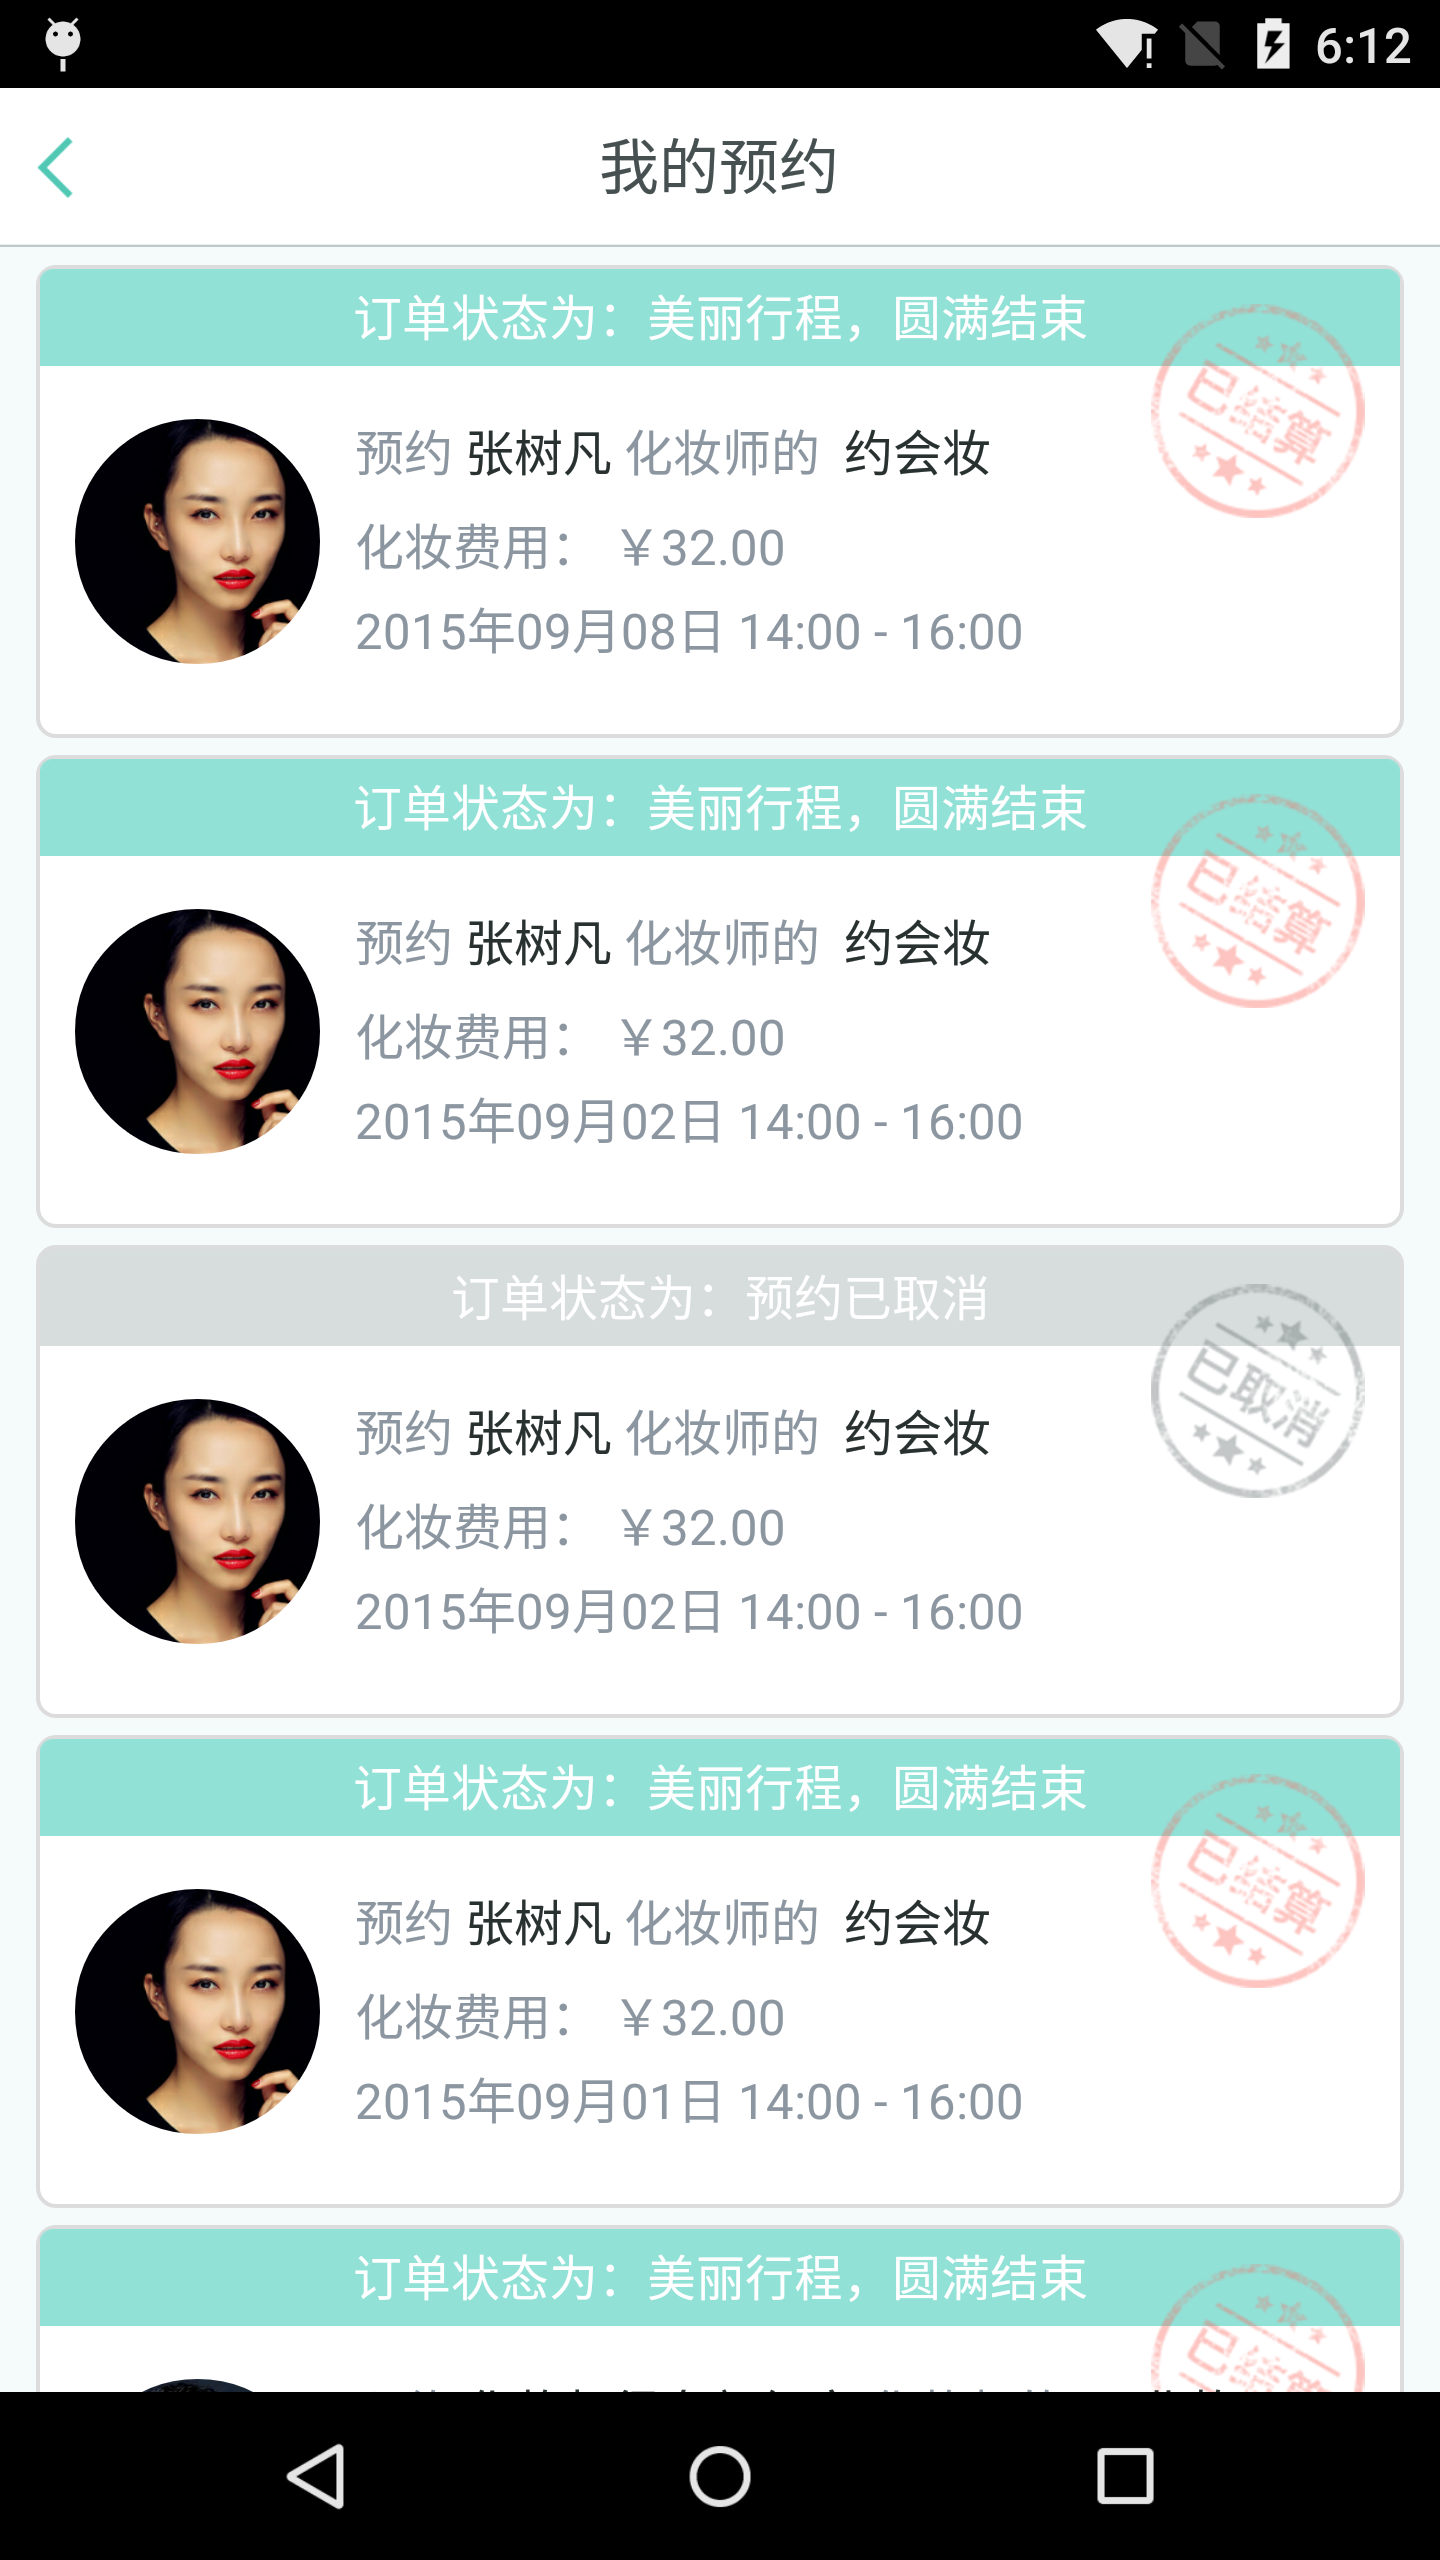 6:12
我的预约
订单状态为：美丽行程，圆满结束
已结算
预约 张树凡 化妆师的 约会妆
化妆费用： ￥32.00
2015年09月08日 14:00 - 16:00
订单状态为：美丽行程，圆满结束
已结算
预约 张树凡 化妆师的 约会妆
化妆费用： ￥32.00
2015年09月02日 14:00 - 16:00
订单状态为：预约已取消
已取消
预约 张树凡 化妆师的 约会妆
化妆费用： ￥32.00
2015年09月02日 14:00 - 16:00
订单状态为：美丽行程，圆满结束
已结算
预约 张树凡 化妆师的 约会妆
化妆费用： ￥32.00
2015年09月01日 14:00 - 16:00
订单状态为：美丽行程，圆满结束
已结算